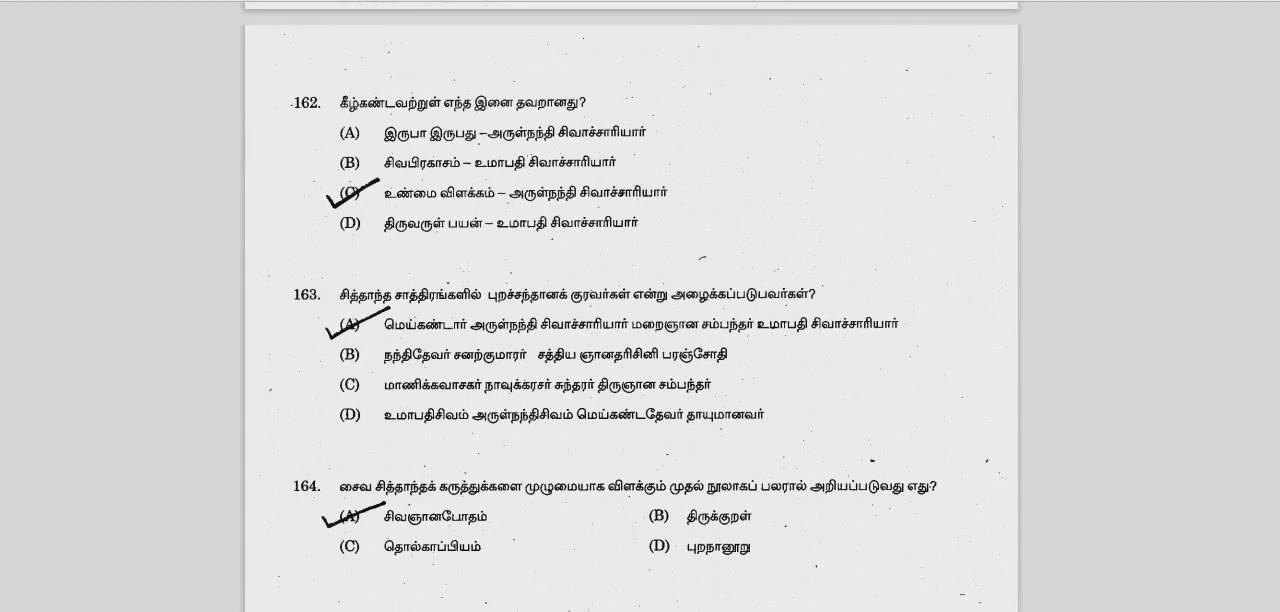 162. கீழ்கண்டவற்றுள் எந்த இனை தவறானது?
(A) இருபா இருபது –அருள்நந்தி சிவாச்சாரியார்
(B) சிவபிரகாசம் – உமாபதி சிவாச்சாரியார்
(C) உண்மை விளக்கம் – அருள்நந்தி சிவாச்சாரியார்
(D) திருவருள் பயன் – உமாபதி சிவாச்சாரியார்
163. சித்தாந்த சாத்திரங்களில் புறச்சந்தானக் குரவர்கள் என்று அழைக்கப்படுபவர்கள்?
(A) மெய்கண்டார் அருள்நந்தி சிவாச்சாரியார் மறைஞான சம்பந்தர் உமாபதி சிவாச்சாரியார்
(B) நந்திதேவர் சனற்குமாரர் சத்திய ஞானதரிசினி பரஞ்சோதி
(C) மாணிக்கவாசகர் நாவுக்கரசர் சுந்தரர் திருஞான சம்பந்தர்
(D) உமாபதிசிவம் அருள்நந்திசிவம் மெய்கண்டதேவர் தாயுமானவர்
164. சைவ சித்தாந்தக் கருத்துக்களை முழுமையாக விளக்கும் முதல் நூலாகப் பலரால் அறியப்படுவது எது?
(A) சிவஞானபோதம் (B) திருக்குறள்
(C) தொல்காப்பியம் (D) புறநானூறு